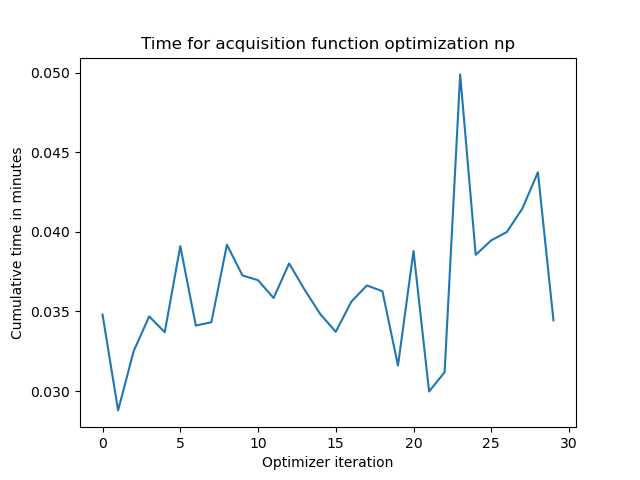 Time for acquisition function optimization np
Cumulative time in minutes
0.050
0.045
0.040
0.035
0.030
0 5 10 15 20 25 30
Optimizer iteration